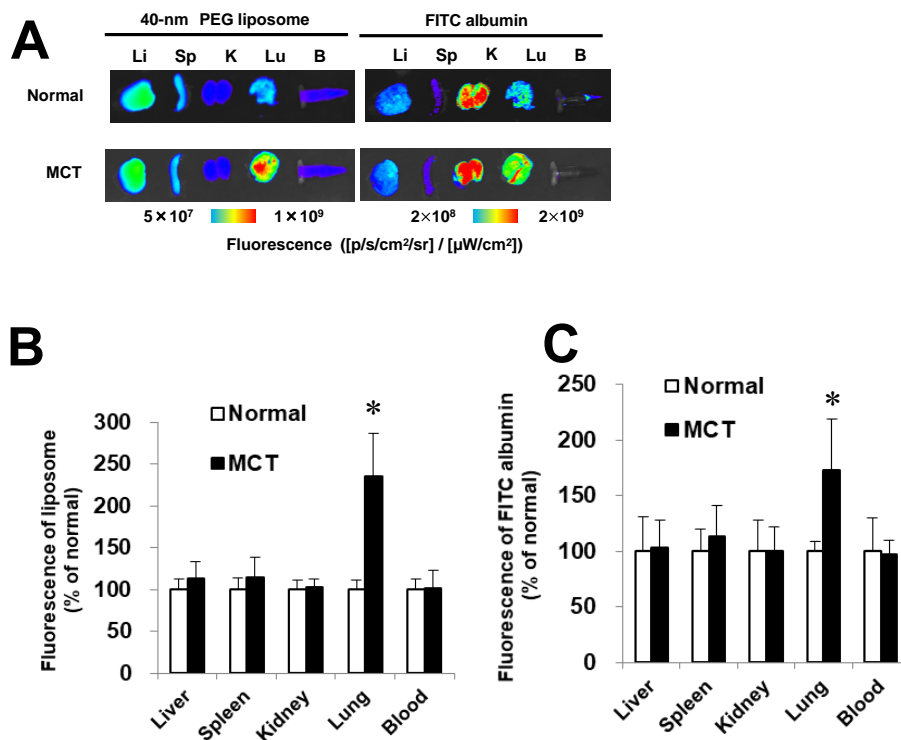 A
40-nm PEG liposome
FITC albumin
Li Sp K Lu B
Li Sp K Lu B
Normal
MCT
5×10⁷
1×10⁹
2×10⁸
2×10⁹
Fluorescence ([p/s/cm²/sr] / [µW/cm²])
B
Fluorescence of liposome
(% of normal)
300
250
200
150
100
50
0
Normal
MCT
*
Liver
Spleen
Kidney
Lung
Blood
C
Fluorescence of FITC albumin
(% of normal)
250
200
150
100
50
0
Normal
MCT
*
Liver
Spleen
Kidney
Lung
Blood